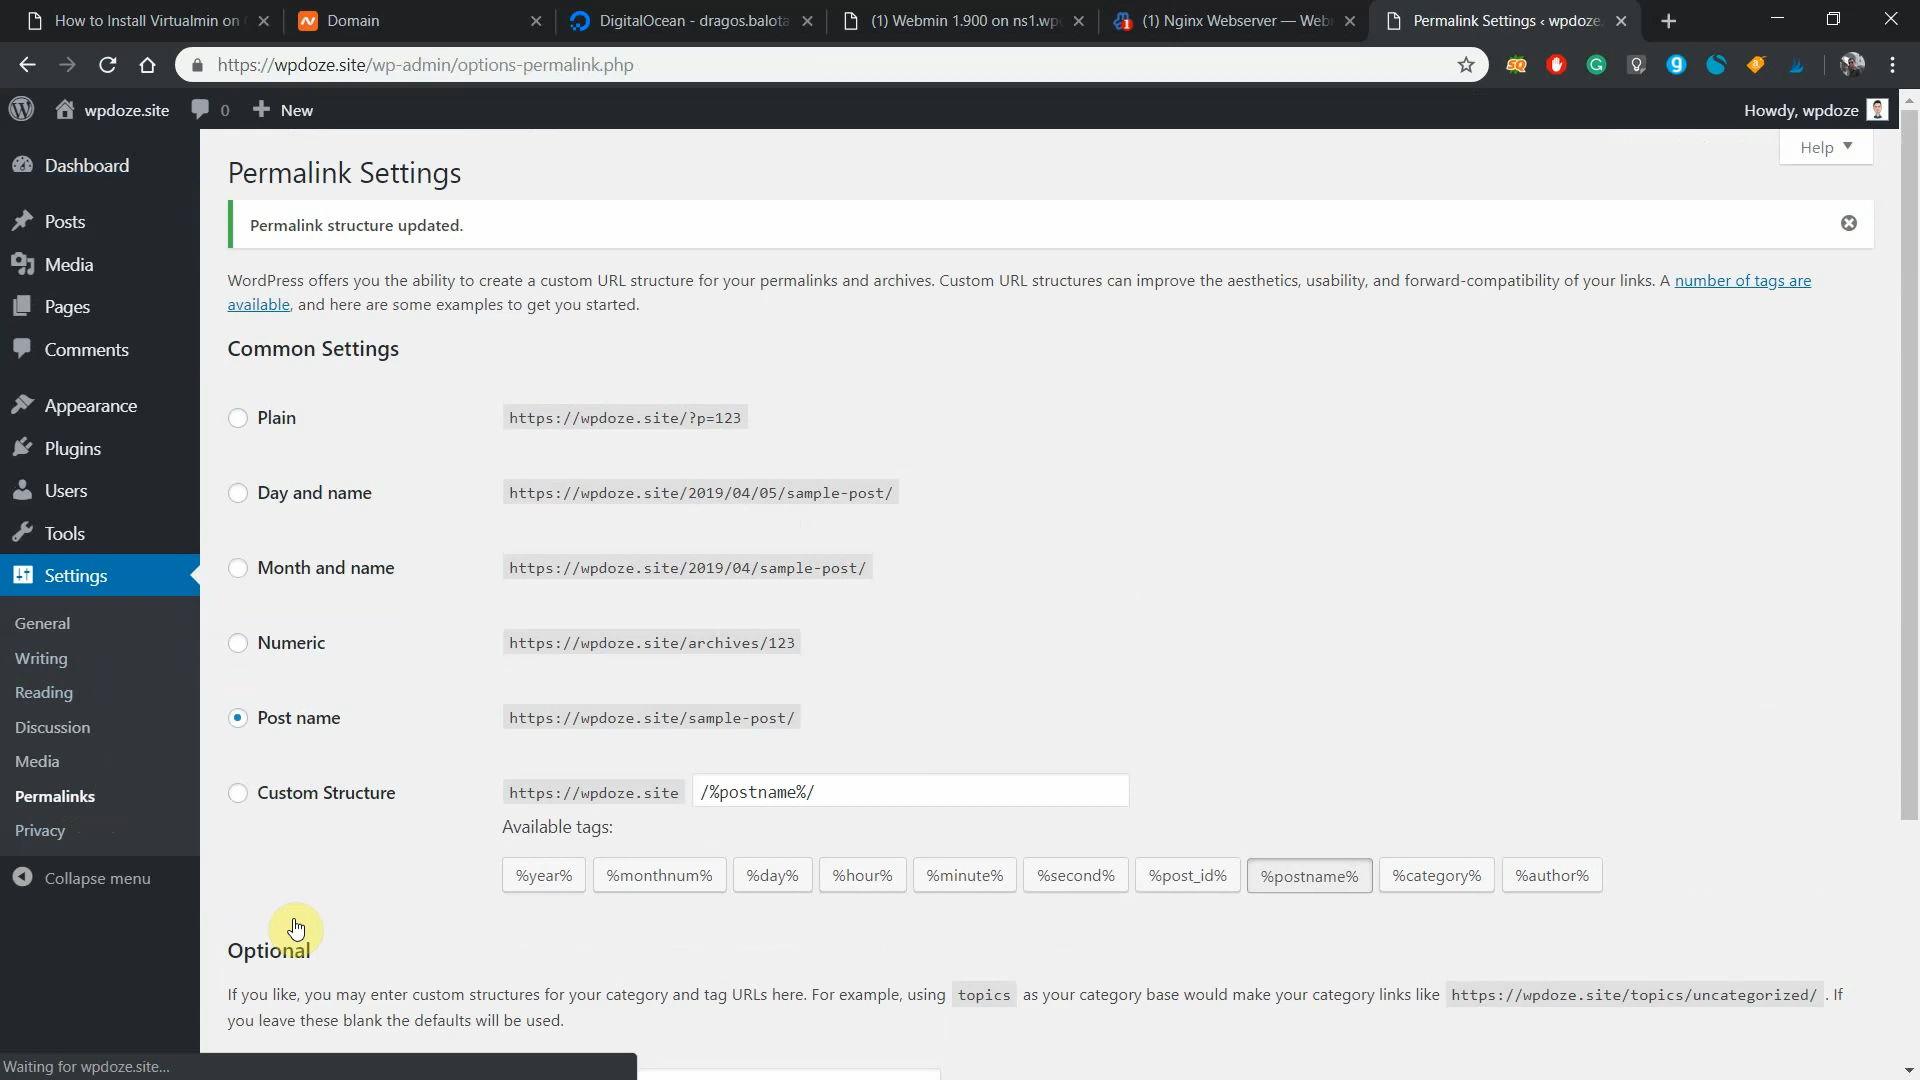 How to Install Virtualmin on
Domain
DigitalOcean - dragos.balota
(1) Webmin 1.900 on ns1.wp
(1) Nginx Webserver — Web
Permalink Settings ‹ wpdoze.
https://wpdoze.site/wp-admin/options-permalink.php
wpdoze.site
0
New
Howdy, wpdoze
Dashboard
Posts
Media
Pages
Comments
Appearance
Plugins
Users
Tools
Settings
General
Writing
Reading
Discussion
Media
Permalinks
Privacy
Collapse menu
Help
Permalink Settings
Permalink structure updated.
WordPress offers you the ability to create a custom URL structure for your permalinks and archives. Custom URL structures can improve the aesthetics, usability, and forward-compatibility of your links. A number of tags are
available, and here are some examples to get you started.
Common Settings
Plain https://wpdoze.site/?p=123
Day and name https://wpdoze.site/2019/04/05/sample-post/
Month and name https://wpdoze.site/2019/04/sample-post/
Numeric https://wpdoze.site/archives/123
Post name https://wpdoze.site/sample-post/
Custom Structure https://wpdoze.site /%postname%/
Available tags:
%year% %monthnum% %day% %hour% %minute% %second% %post_id% %postname% %category% %author%
Optional
If you like, you may enter custom structures for your category and tag URLs here. For example, using topics as your category base would make your category links like https://wpdoze.site/topics/uncategorized/ . If
you leave these blank the defaults will be used.
Waiting for wpdoze.site...